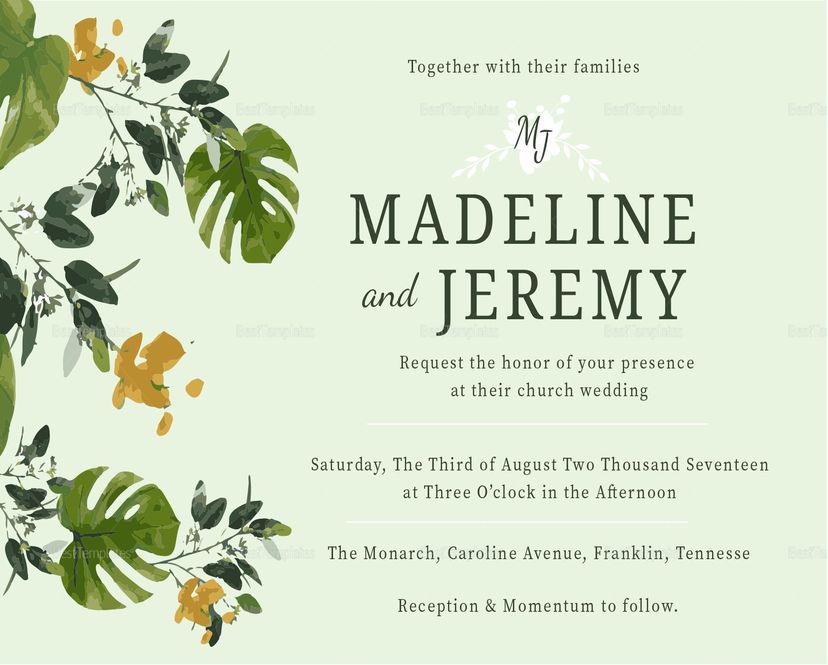 Together with their families
MJ
MADELINE
and JEREMY
Request the honor of your presence
at their church wedding
Saturday, The Third of August Two Thousand Seventeen
at Three O’clock in the Afternoon
The Monarch, Caroline Avenue, Franklin, Tennesse
Reception & Momentum to follow.
BestTemplates